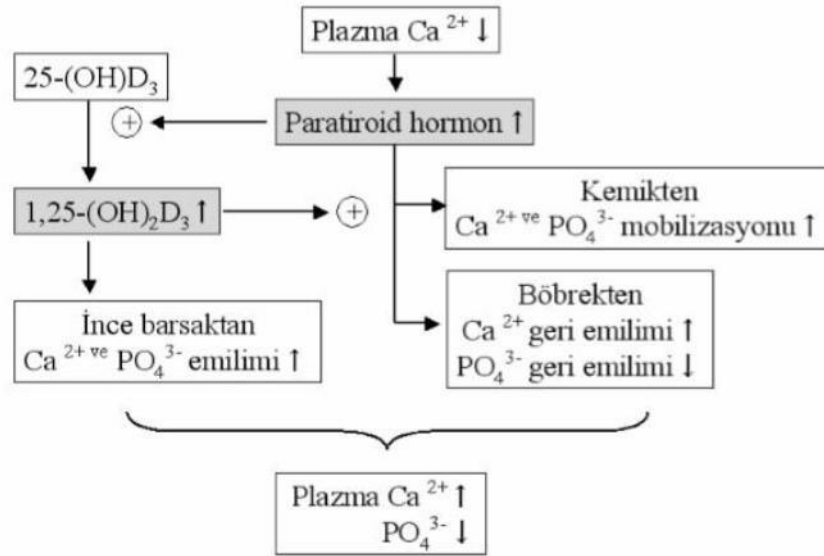 Plazma Ca²⁺ ↓
25-(OH)D₃
+
Paratiroid hormon ↑
1,25-(OH)₂D₃ ↑
+
Kemikten
Ca²⁺ ᵛᵉ PO₄³⁻ mobilizasyonu ↑
İnce barsaktan
Ca²⁺ ᵛᵉ PO₄³⁻ emilimi ↑
Böbrekten
Ca²⁺ geri emilimi ↑
PO₄³⁻ geri emilimi ↓
Plazma Ca²⁺ ↑
PO₄³⁻ ↓